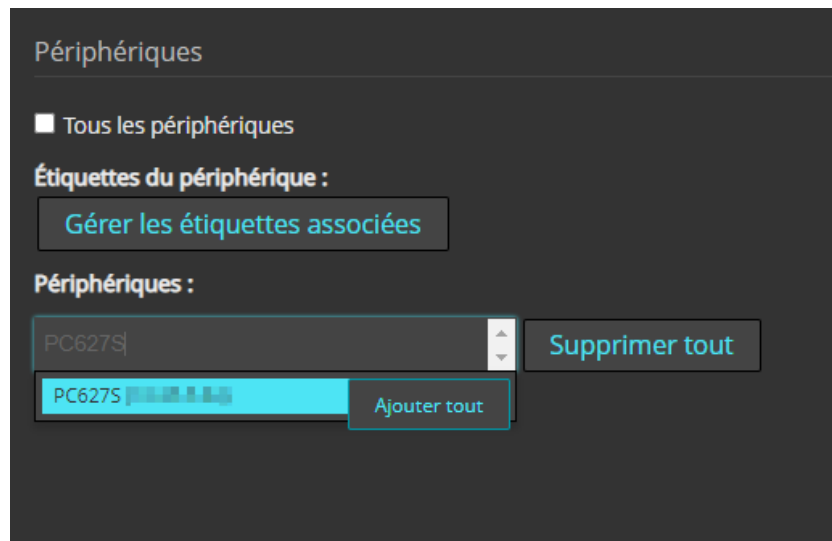 Périphériques
Tous les périphériques
Étiquettes du périphérique :
Gérer les étiquettes associées
Périphériques :
PC627S
Supprimer tout
PC627S
Ajouter tout